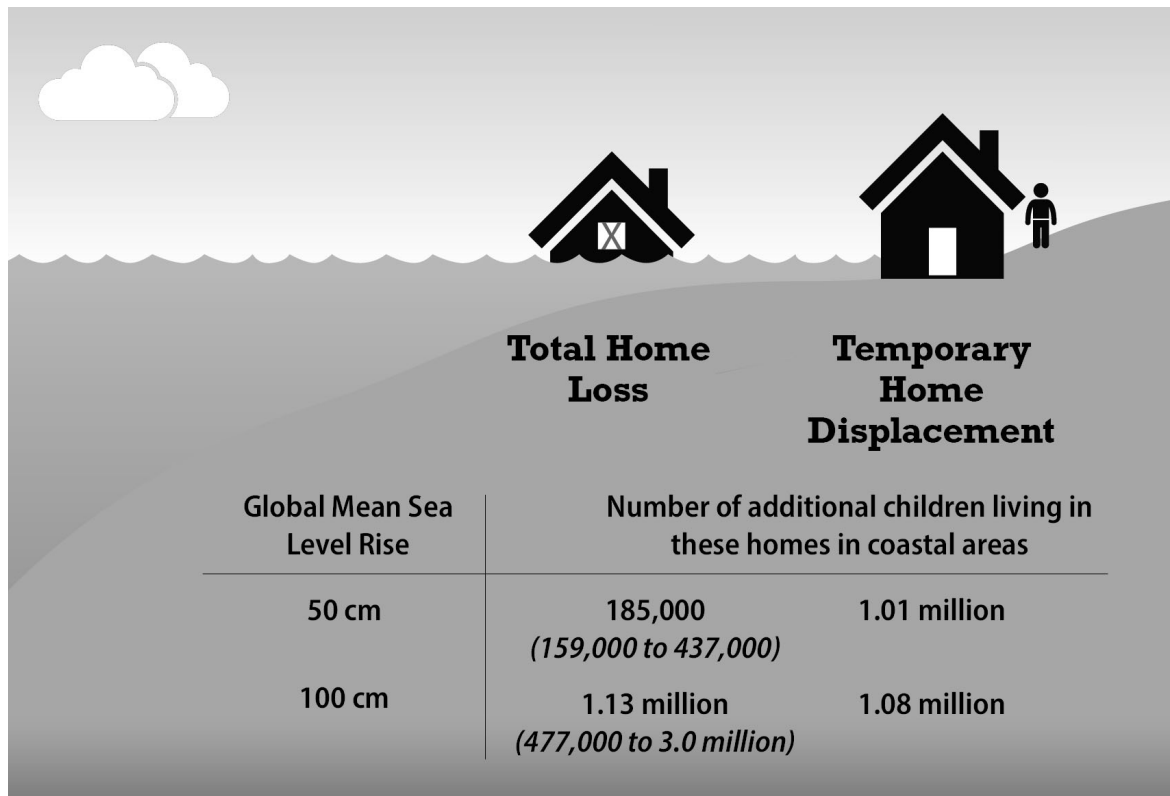 Total Home
Loss
Temporary
Home
Displacement
Global Mean Sea
Level Rise
Number of additional children living in
these homes in coastal areas
50 cm
185,000
(159,000 to 437,000)
1.01 million
100 cm
1.13 million
(477,000 to 3.0 million)
1.08 million